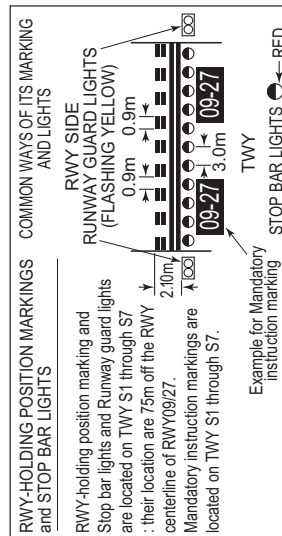 RWY-HOLDING POSITION MARKINGS
and STOP BAR LIGHTS
COMMON WAYS OF ITS MARKING
AND LIGHTS
RWY-holding position marking and
Stop bar lights and Runway guard lights
are located on TWY S1 through S7
: their location are 75m off the RWY
centerline of RWY09/27.
Mandatory instruction markings are
located on TWY S1 through S7.
RWY SIDE
RUNWAY GUARD LIGHTS
(FLASHING YELLOW)
0.9m
0.9m
2.10m
09-27
09-27
3.0m
TWY
Example for Mandatory
instruction marking
STOP BAR LIGHTS
RED